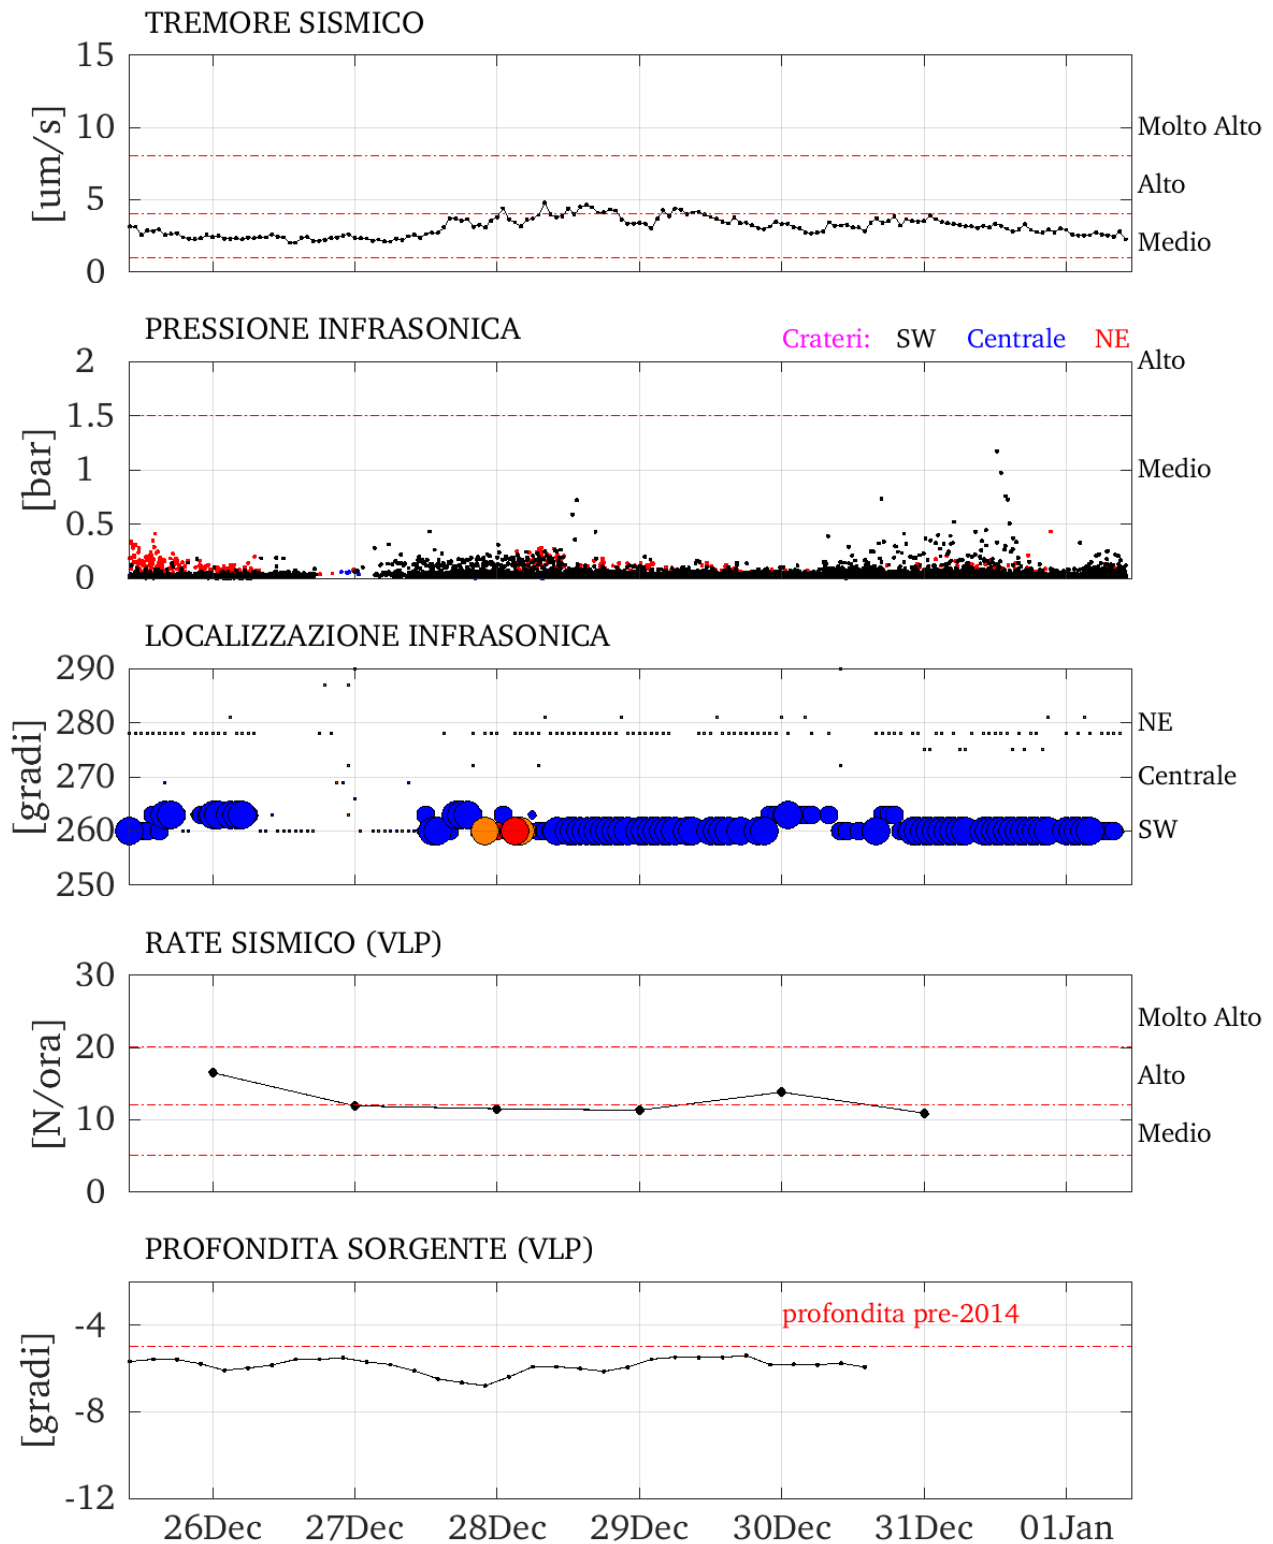 TREMORE SISMICO
15
10
5
0
[um/s]
Molto Alto
Alto
Medio
PRESSIONE INFRASONICA
Crateri: SW Centrale NE
2
1.5
1
0.5
0
[bar]
Alto
Medio
LOCALIZZAZIONE INFRASONICA
290
280
270
260
250
[gradi]
NE
Centrale
SW
RATE SISMICO (VLP)
30
20
10
0
[N/ora]
Molto Alto
Alto
Medio
PROFONDITA SORGENTE (VLP)
profondita pre-2014
-4
-8
-12
[gradi]
26Dec 27Dec 28Dec 29Dec 30Dec 31Dec 01Jan